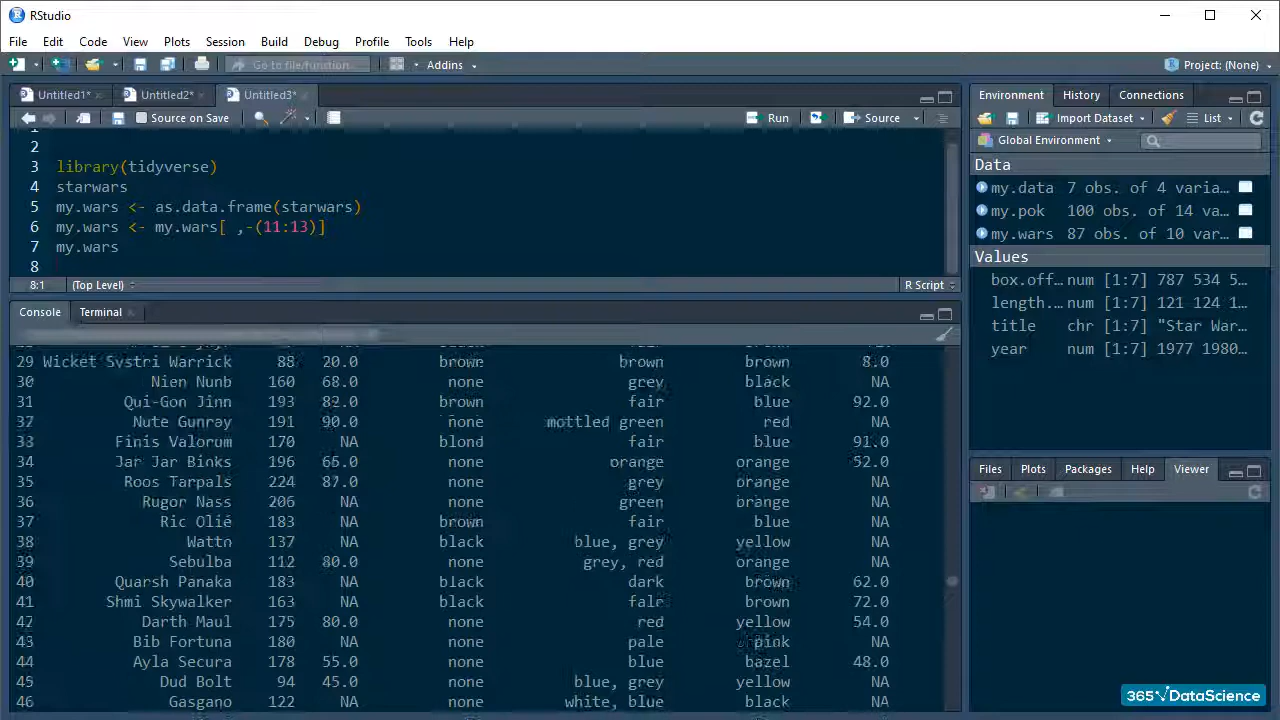 RStudio
File Edit Code View Plots Session Build Debug Profile Tools Help
Go to file/function Addins Project: (None)
Untitled1* Untitled2* Untitled3*
Source on Save Run Source
1
2
3 library(tidyverse)
4 starwars
5 my.wars <- as.data.frame(starwars)
6 my.wars <- my.wars[ ,-(11:13)]
7 my.wars
8
8:1 (Top Level) R Script
Console Terminal
29 Wicket Systri Warrick 88 20.0 brown brown brown 8.0
30 Nien Nunb 160 68.0 none grey black NA
31 Qui-Gon Jinn 193 82.0 brown fair blue 92.0
37 Nute Gunray 191 90.0 none mottled green red NA
33 Finis Valorum 170 NA blond fair blue 91.0
34 Jar Jar Binks 196 66.0 none orange orange 52.0
35 Roos Tarpals 224 87.0 none grey orange NA
36 Rugor Nass 206 NA none green orange NA
37 Ric Olié 183 NA brown fair blue NA
38 Watto 137 NA black blue, grey yellow NA
39 Sebulba 112 80.0 none grey, red orange NA
40 Quarsh Panaka 183 NA black dark brown 62.0
41 Shmi Skywalker 163 NA black brown 72.0
42 Darth Maul 175 80.0 none red yellow 54.0
43 Bib Fortuna 180 NA none pale pink NA
44 Ayla Secura 178 55.0 none blue bazel 48.0
45 Dud Bolt 94 45.0 none blue, grey yellow NA
46 Gasgano 122 NA none white, blue black NA
Environment History Connections
Import Dataset List
Global Environment
Data
my.data 7 obs. of 4 varia…
my.pok 100 obs. of 14 va…
my.wars 87 obs. of 10 var…
Values
box.off… num [1:7] 787 534 5…
length.… num [1:7] 121 124 1…
title chr [1:7] "Star War…
year num [1:7] 1977 1980…
Files Plots Packages Help Viewer
365√DataScience